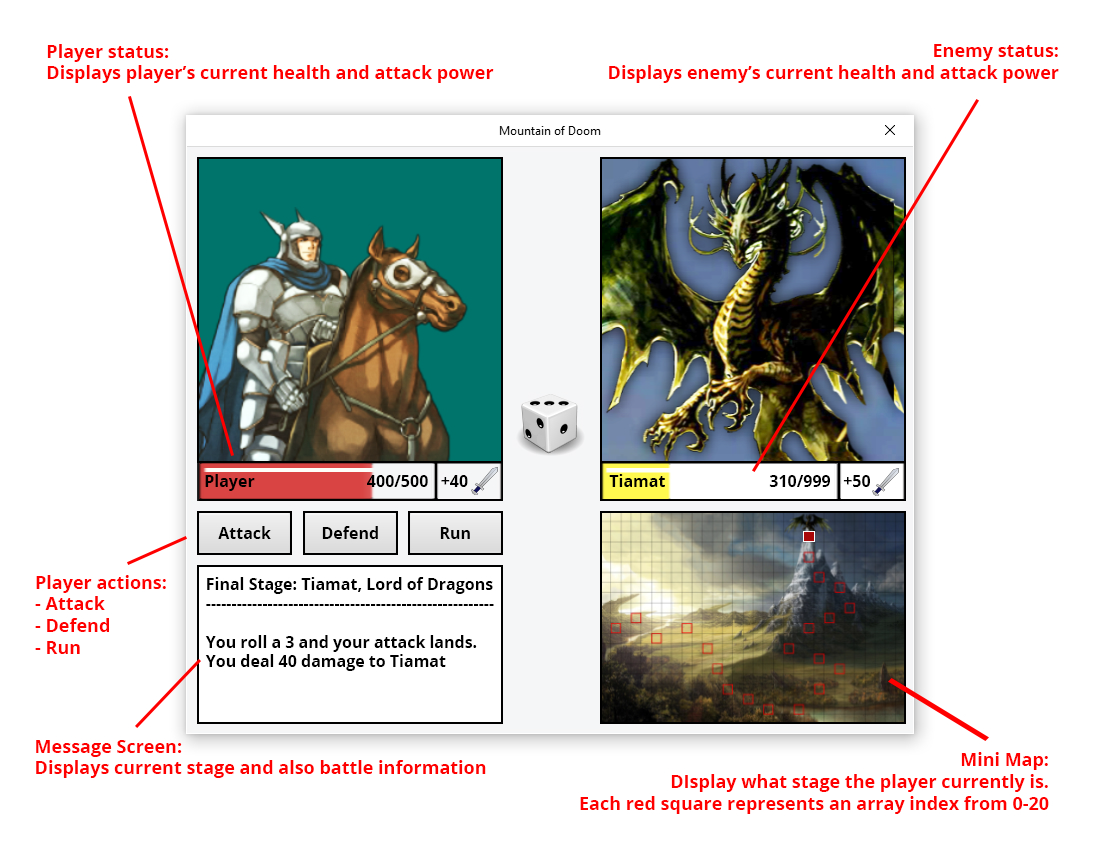 Player status:
Displays player’s current health and attack power
Enemy status:
Displays enemy’s current health and attack power
Mountain of Doom
Player
400/500
+40
Tiamat
310/999
+50
Attack
Defend
Run
Final Stage: Tiamat, Lord of Dragons
----------------------------------------------------------
You roll a 3 and your attack lands.
You deal 40 damage to Tiamat
Player actions:
- Attack
- Defend
- Run
Message Screen:
Displays current stage and also battle information
Mini Map:
DIsplay what stage the player currently is.
Each red square represents an array index from 0-20